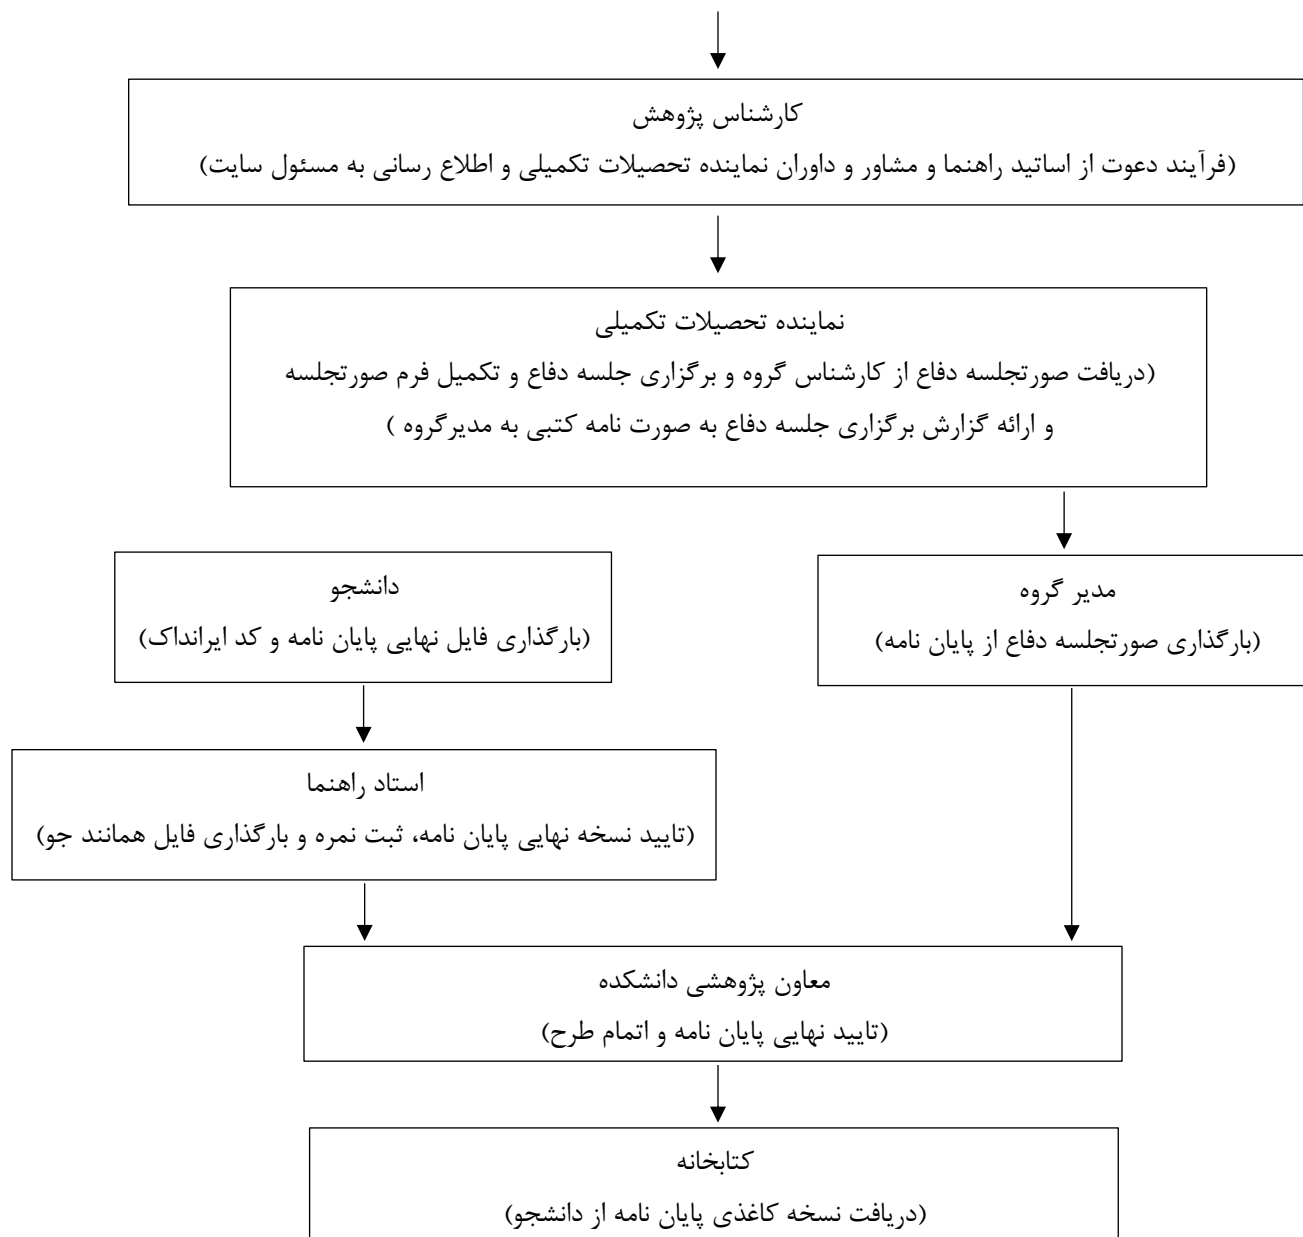 کارشناس پژوهش
(فرآیند دعوت از اساتید راهنما و مشاور و داوران نماینده تحصیلات تکمیلی و اطلاع رسانی به مسئول سایت)
نماینده تحصیلات تکمیلی
(دریافت صورتجلسه دفاع از کارشناس گروه و برگزاری جلسه دفاع و تکمیل فرم صورتجلسه
و ارائه گزارش برگزاری جلسه دفاع به صورت نامه کتبی به مدیرگروه )
مدیر گروه
(بارگذاری صورتجلسه دفاع از پایان نامه)
دانشجو
(بارگذاری فایل نهایی پایان نامه و کد ایرانداک)
استاد راهنما
(تایید نسخه نهایی پایان نامه، ثبت نمره و بارگذاری فایل همانند جو)
معاون پژوهشی دانشکده
(تایید نهایی پایان نامه و اتمام طرح)
کتابخانه
(دریافت نسخه کاغذی پایان نامه از دانشجو)